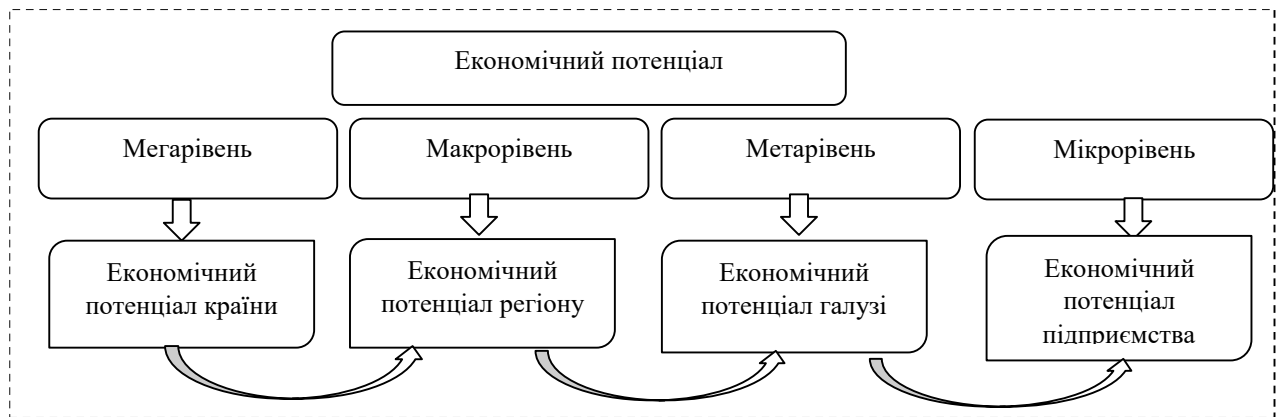 Економічний потенціал
Мегарівень
Макрорівень
Метарівень
Мікрорівень
Економічний
потенціал країни
Економічний
потенціал регіону
Економічний
потенціал галузі
Економічний
потенціал
підприємства